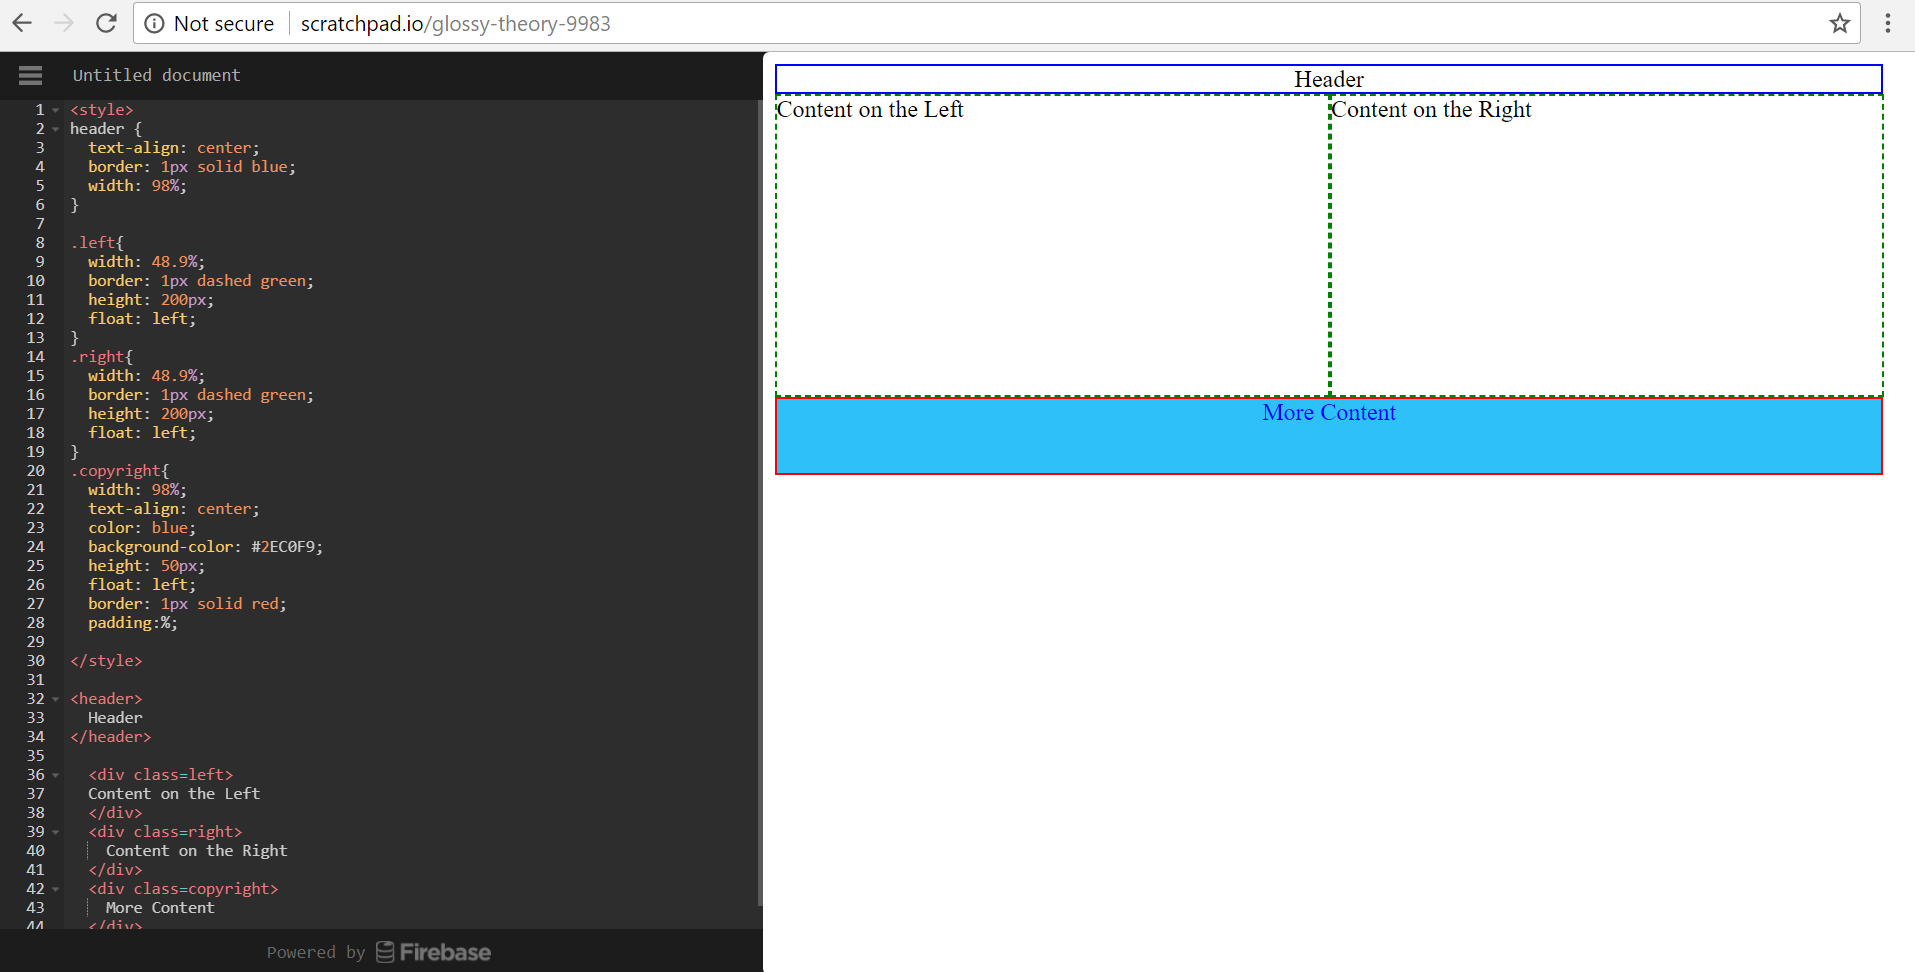 Not secure scratchpad.io/glossy-theory-9983
Untitled document
1 <style>
2 header {
3 text-align: center;
4 border: 1px solid blue;
5 width: 98%;
6 }
7
8 .left{
9 width: 48.9%;
10 border: 1px dashed green;
11 height: 200px;
12 float: left;
13 }
14 .right{
15 width: 48.9%;
16 border: 1px dashed green;
17 height: 200px;
18 float: left;
19 }
20 .copyright{
21 width: 98%;
22 text-align: center;
23 color: blue;
24 background-color: #2EC0F9;
25 height: 50px;
26 float: left;
27 border: 1px solid red;
28 padding:%;
29
30 </style>
31
32 <header>
33 Header
34 </header>
35
36 <div class=left>
37 Content on the Left
38 </div>
39 <div class=right>
40 Content on the Right
41 </div>
42 <div class=copyright>
43 More Content
44 </div>
Powered by Firebase
Header
Content on the Left
Content on the Right
More Content